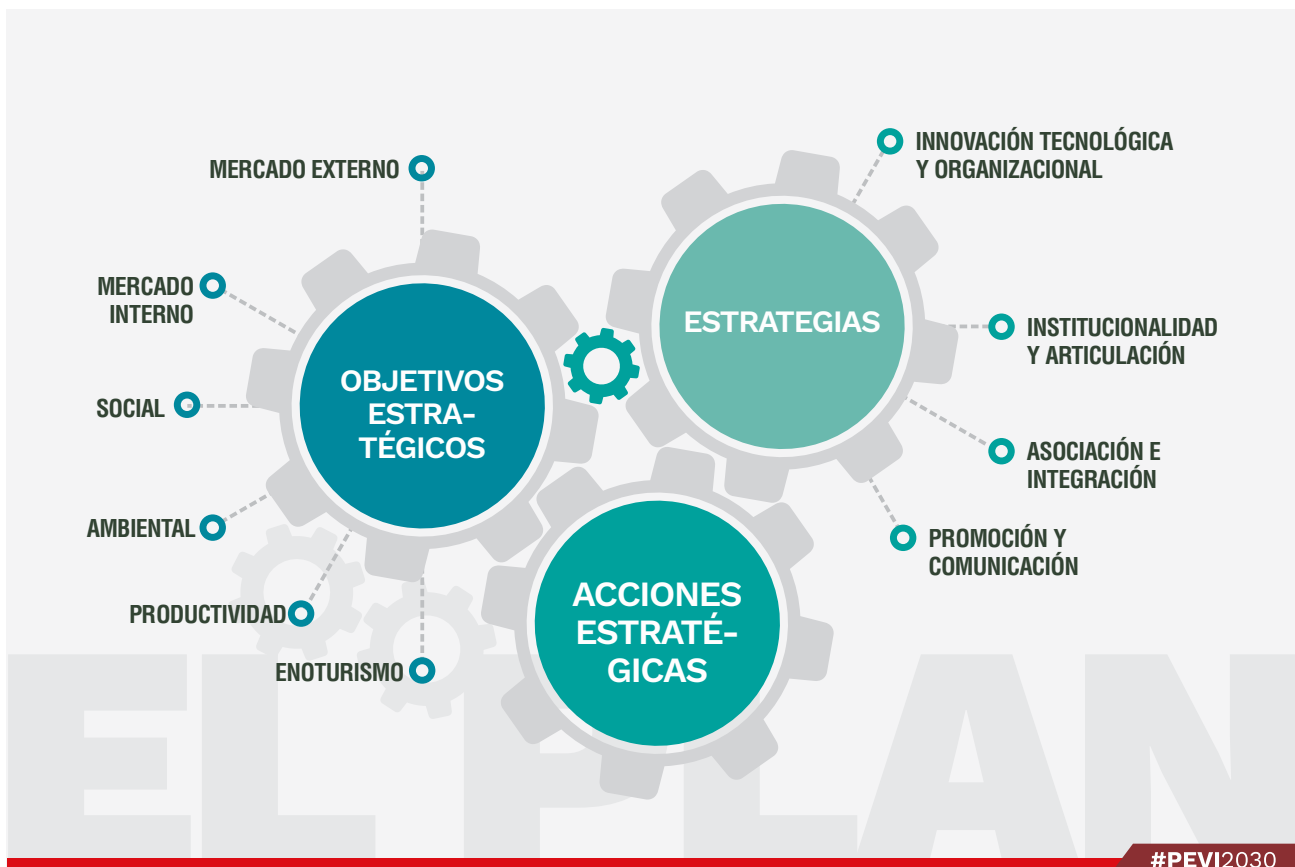 MERCADO EXTERNO
MERCADO
INTERNO
SOCIAL
AMBIENTAL
PRODUCTIVIDAD
ENOTURISMO
OBJETIVOS
ESTRA-
TÉGICOS
ESTRATEGIAS
INNOVACIÓN TECNOLÓGICA
Y ORGANIZACIONAL
INSTITUCIONALIDAD
Y ARTICULACIÓN
ASOCIACIÓN E
INTEGRACIÓN
PROMOCIÓN Y
COMUNICACIÓN
ACCIONES
ESTRATÉ-
GICAS
EL PLAN
#PEVI2030